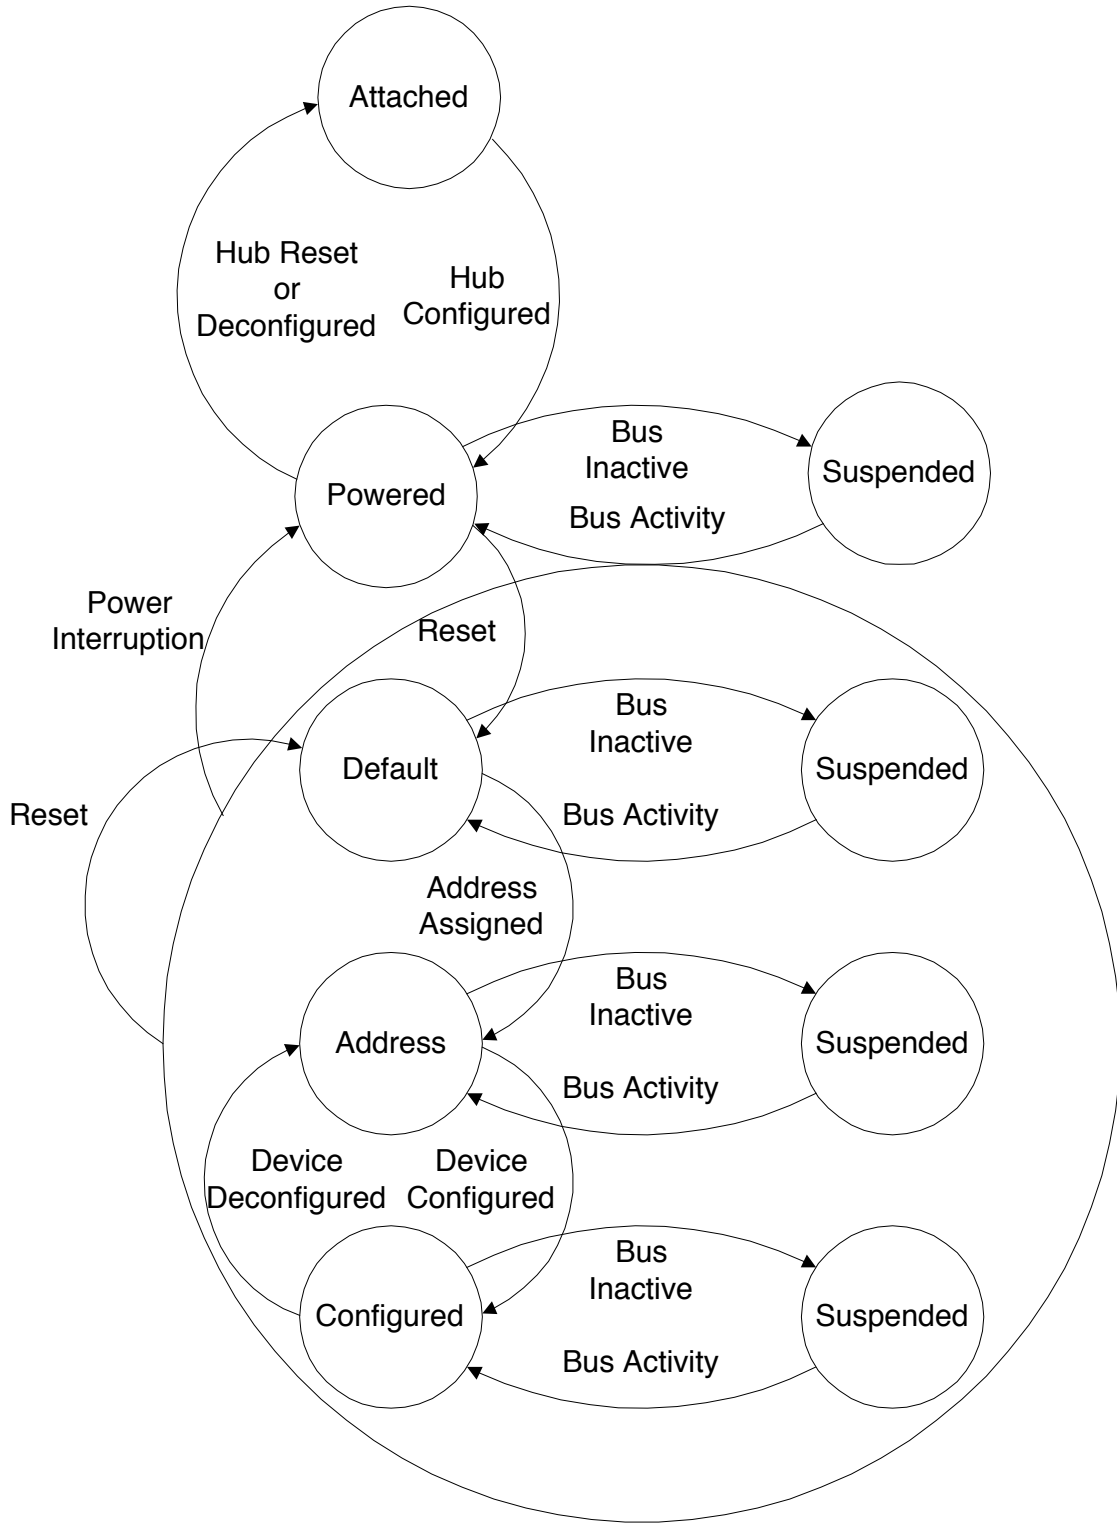 Attached
Hub Reset
or
Deconfigured
Hub
Configured
Powered
Bus
Inactive
Bus Activity
Suspended
Power
Interruption
Reset
Default
Bus
Inactive
Bus Activity
Suspended
Reset
Address
Assigned
Address
Bus
Inactive
Bus Activity
Suspended
Device
Deconfigured
Device
Configured
Configured
Bus
Inactive
Bus Activity
Suspended